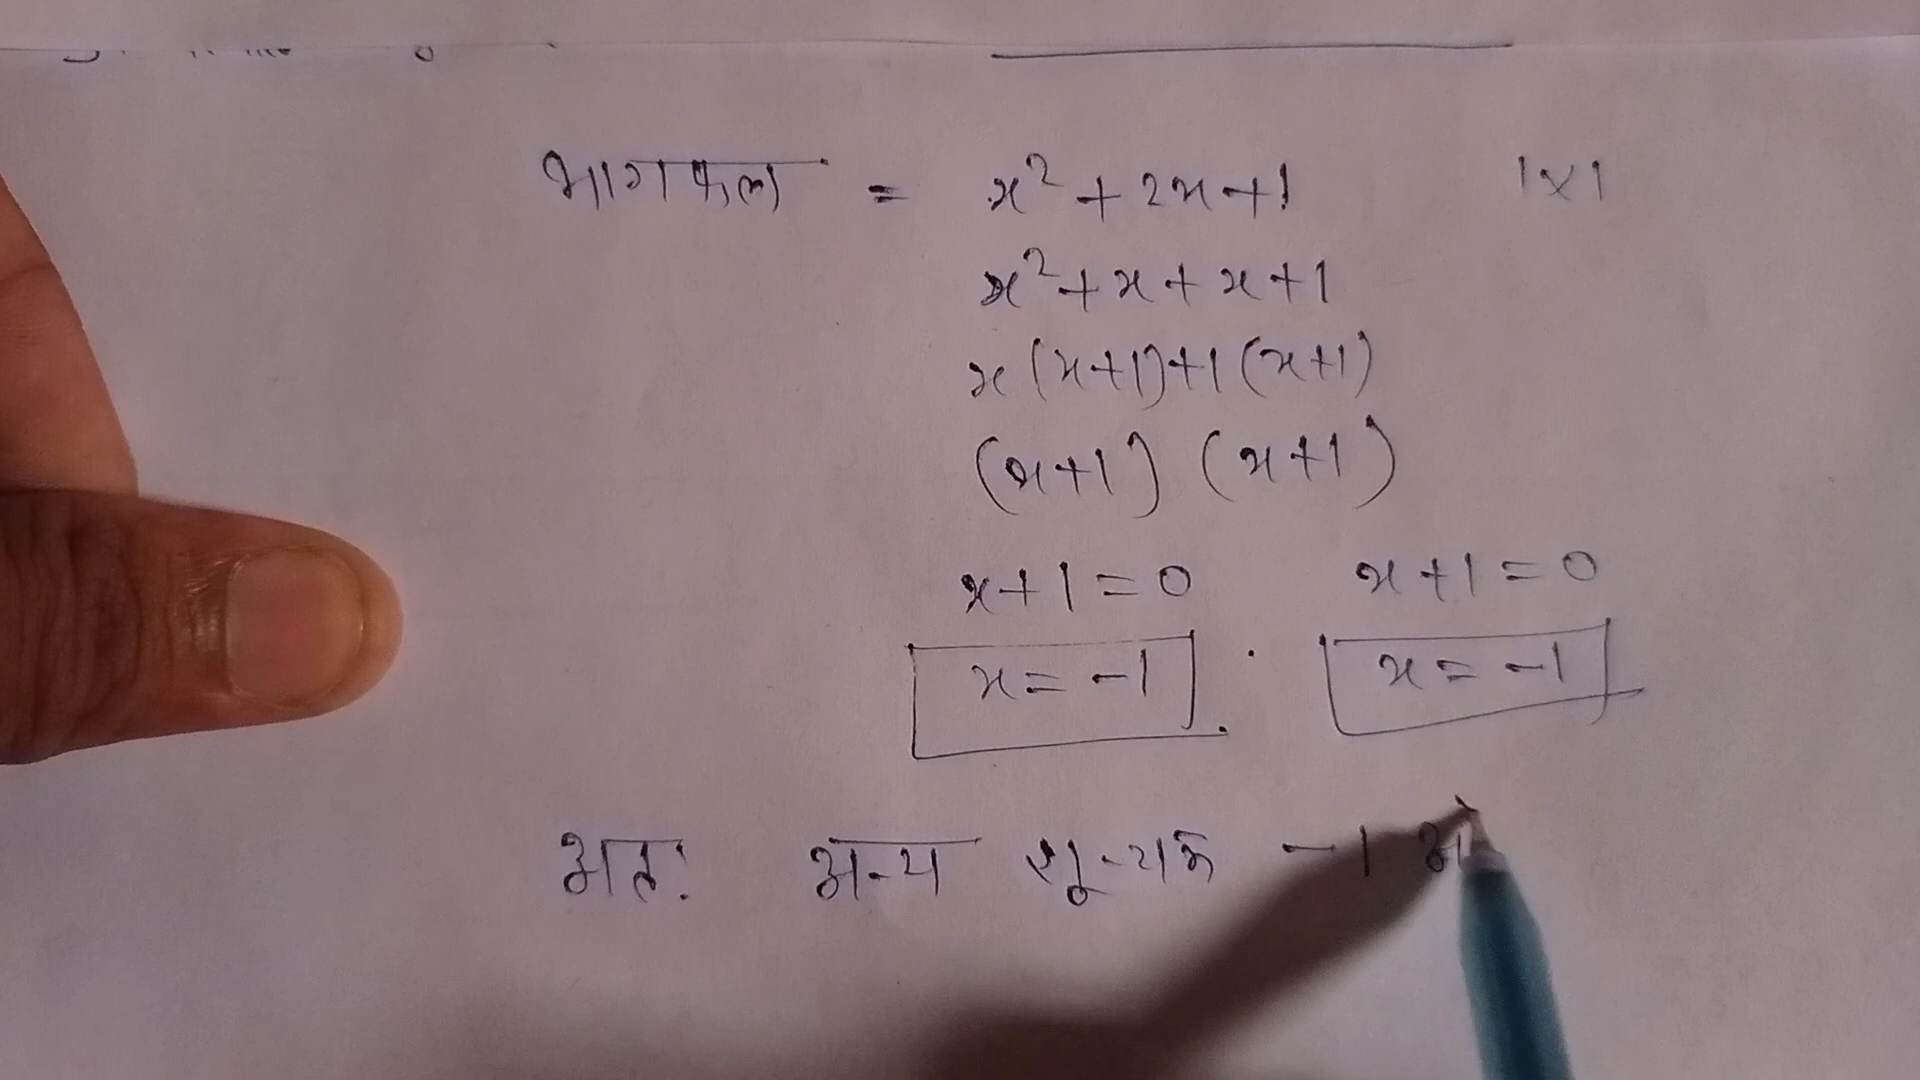 भागफल = x² + 2x + 1 1×1
x² + x + x + 1
x (x+1) + 1 (x+1)
(x+1) (x+1)
x + 1 = 0 x + 1 = 0
x = -1 x = -1
अतः अन्य शून्यक -1